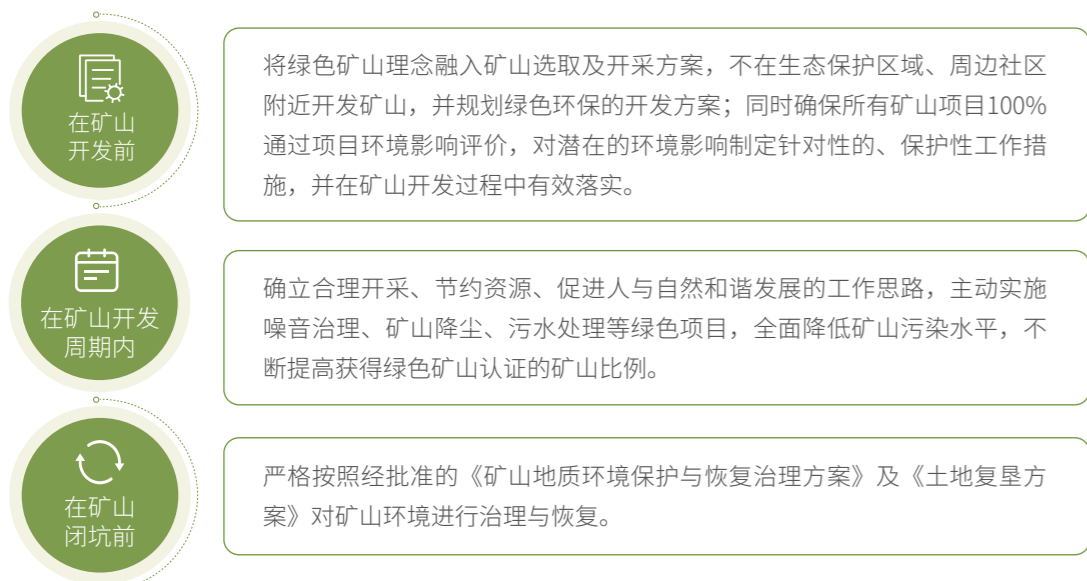 在矿山
开发前
将绿色矿山理念融入矿山选取及开采方案，不在生态保护区域、周边社区
附近开发矿山，并规划绿色环保的开发方案；同时确保所有矿山项目100%
通过项目环境影响评价，对潜在的环境影响制定针对性的、保护性工作措
施，并在矿山开发过程中有效落实。
在矿山开发
周期内
确立合理开采、节约资源、促进人与自然和谐发展的工作思路，主动实施
噪音治理、矿山降尘、污水处理等绿色项目，全面降低矿山污染水平，不
断提高获得绿色矿山认证的矿山比例。
在矿山
闭坑前
严格按照经批准的《矿山地质环境保护与恢复治理方案》及《土地复垦方
案》对矿山环境进行治理与恢复。